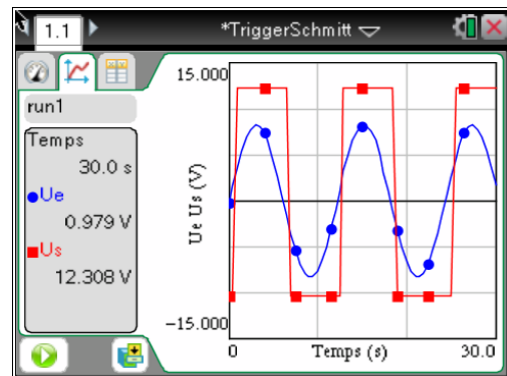 1.1
*TriggerSchmitt
run1
Temps
30.0 s
Ue
0.979 V
Us
12.308 V
15.000
Ue Us (V)
-15.000
0
Temps (s)
30.0